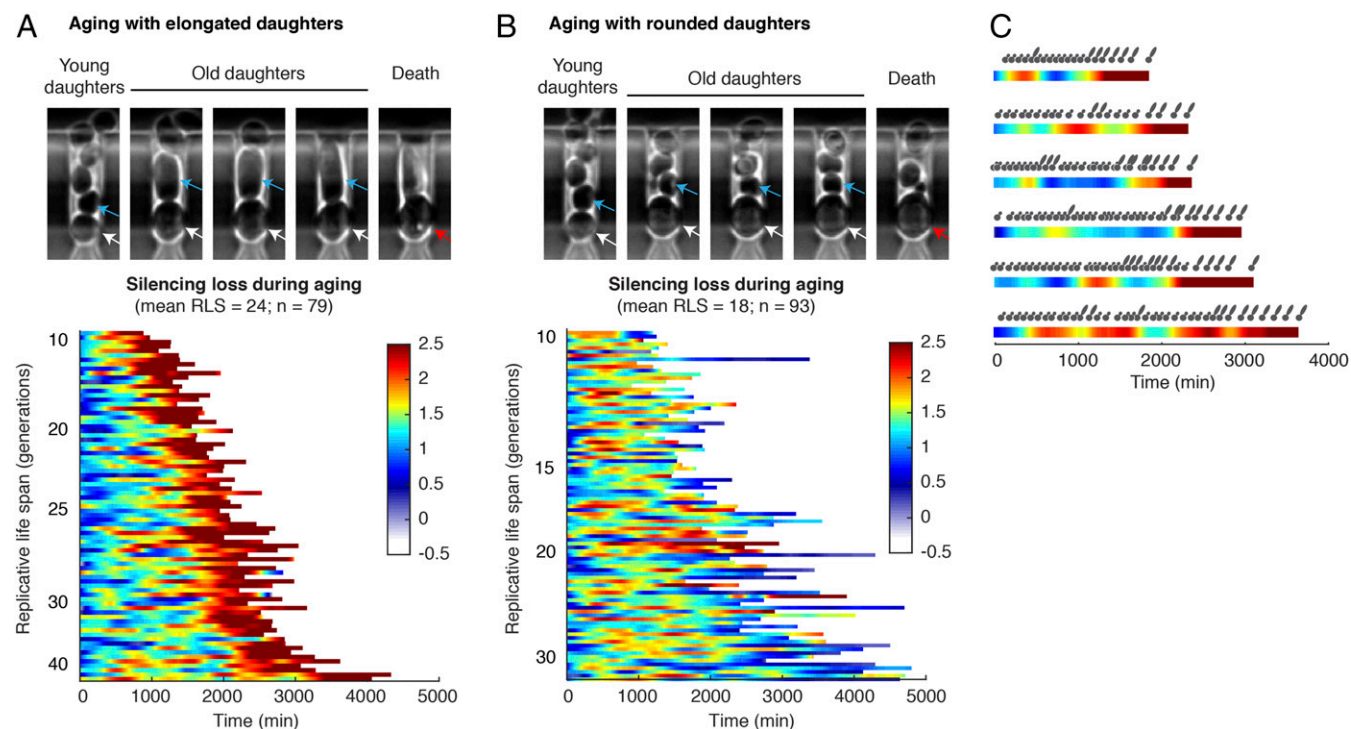 A Aging with elongated daughters
Young daughters
Old daughters
Death
Silencing loss during aging
(mean RLS = 24; n = 79)
Replicative life span (generations)
10
20
25
30
40
2.5
2
1.5
1
0.5
0
-0.5
0 1000 2000 3000 4000 5000
Time (min)
B Aging with rounded daughters
Young daughters
Old daughters
Death
Silencing loss during aging
(mean RLS = 18; n = 93)
Replicative life span (generations)
10
15
20
30
2.5
2
1.5
1
0.5
0
-0.5
0 1000 2000 3000 4000 5000
Time (min)
C
0 1000 2000 3000 4000
Time (min)